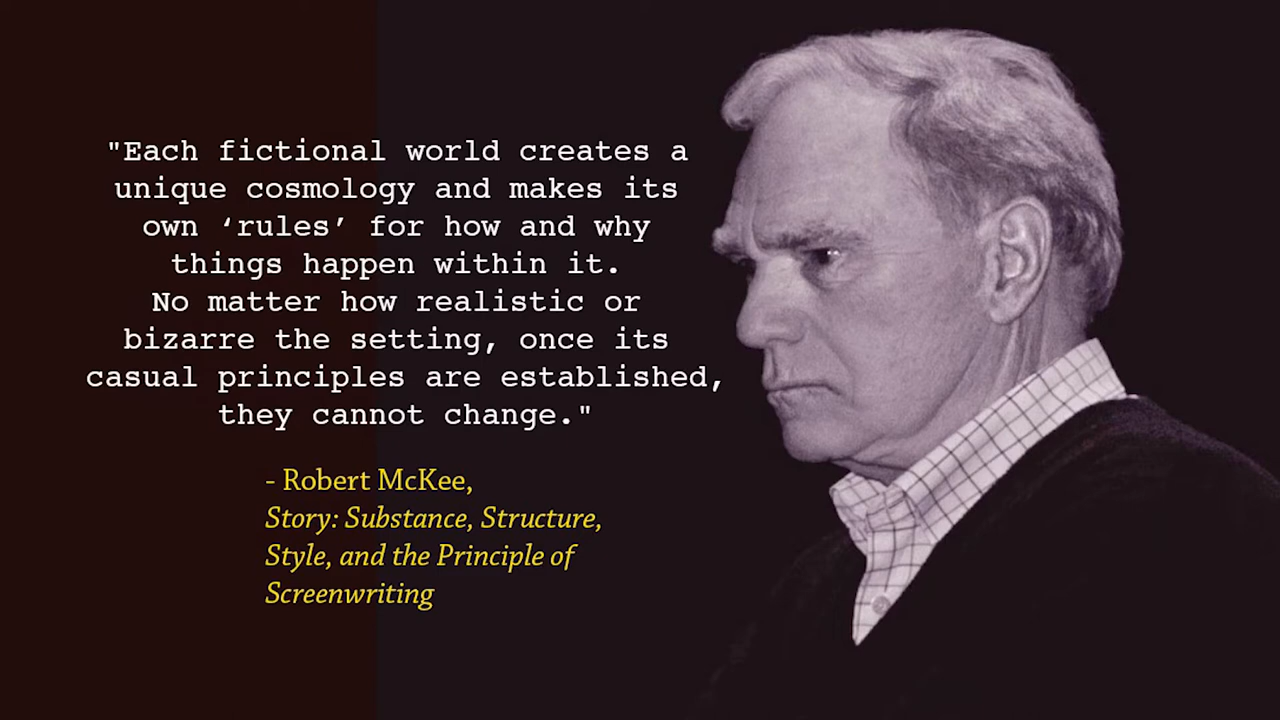 "Each fictional world creates a
unique cosmology and makes its
own ‘rules’ for how and why
things happen within it.
No matter how realistic or
bizarre the setting, once its
casual principles are established,
they cannot change."
- Robert McKee,
Story: Substance, Structure,
Style, and the Principle of
Screenwriting